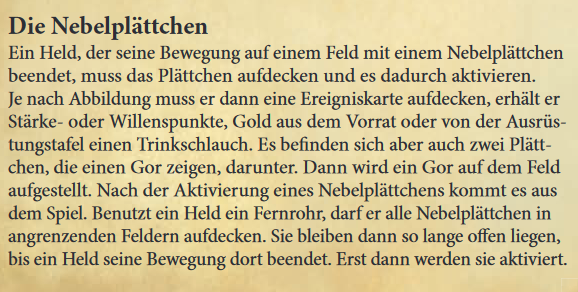 Die Nebelplättchen
Ein Held, der seine Bewegung auf einem Feld mit einem Nebelplättchen
beendet, muss das Plättchen aufdecken und es dadurch aktivieren.
Je nach Abbildung muss er dann eine Ereigniskarte aufdecken, erhält er
Stärke- oder Willenspunkte, Gold aus dem Vorrat oder von der Ausrüs-
tungstafel einen Trinkschlauch. Es befinden sich aber auch zwei Plätt-
chen, die einen Gor zeigen, darunter. Dann wird ein Gor auf dem Feld
aufgestellt. Nach der Aktivierung eines Nebelplättchens kommt es aus
dem Spiel. Benutzt ein Held ein Fernrohr, darf er alle Nebelplättchen in
angrenzenden Feldern aufdecken. Sie bleiben dann so lange offen liegen,
bis ein Held seine Bewegung dort beendet. Erst dann werden sie aktiviert.